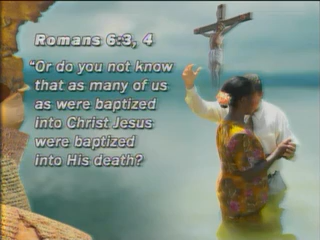 Romans 6:3, 4
“Or do you not know
that as many of us
as were baptized
into Christ Jesus
were baptized
into His death?